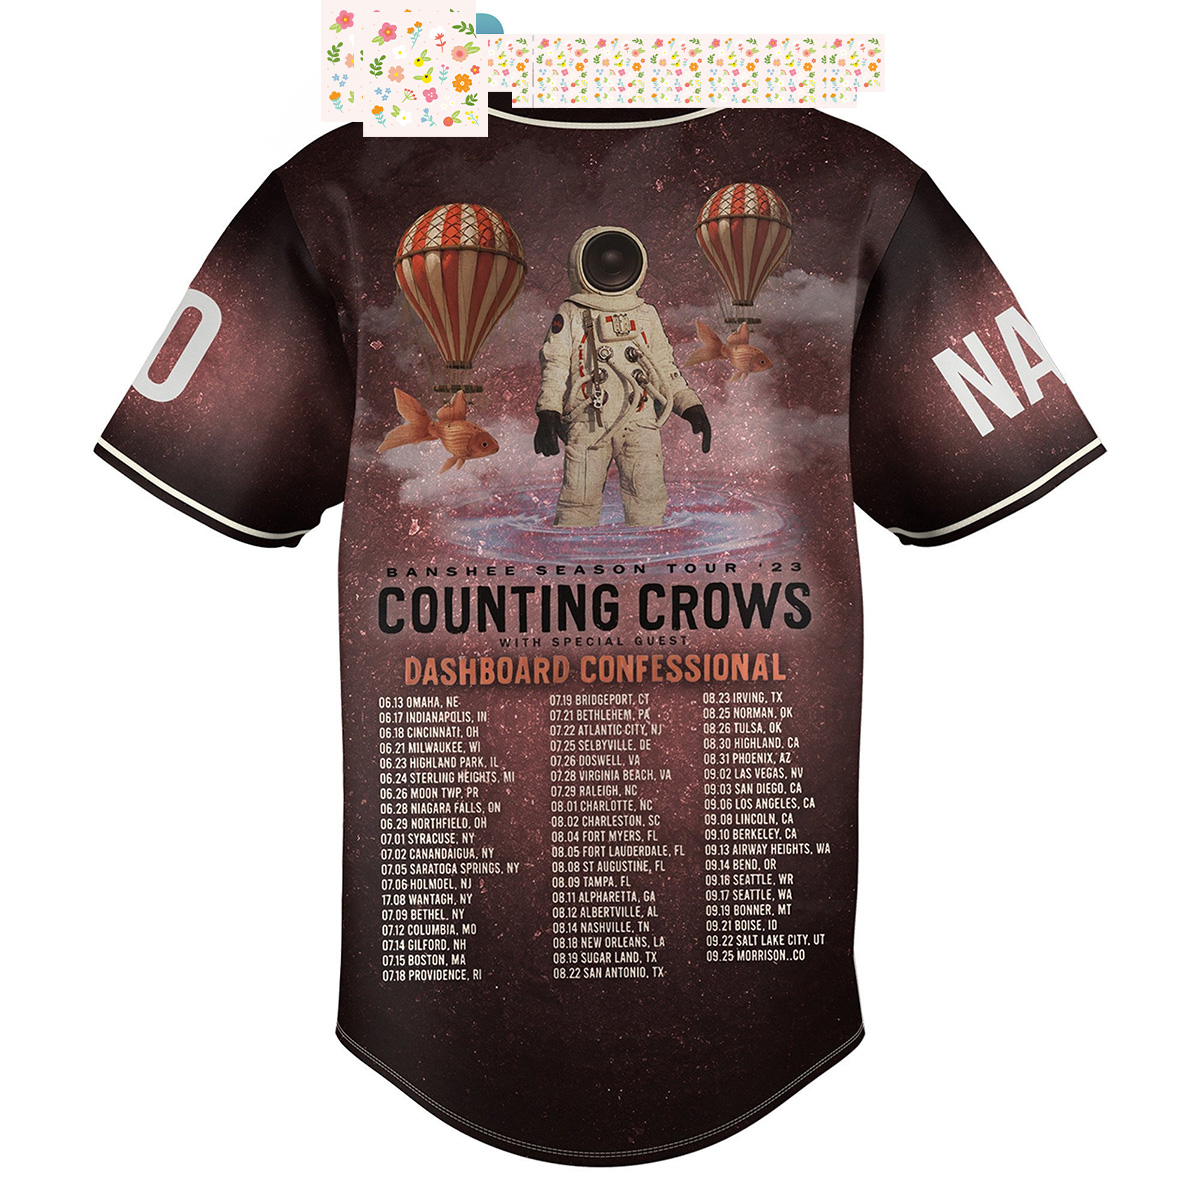 0
NA
BANSHEE SEASON TOUR '23
COUNTING CROWS
WITH SPECIAL GUEST
DASHBOARD CONFESSIONAL
06.13 OMAHA, NE
06.17 INDIANAPOLIS, IN
06.18 CINCINNATI, OH
06.21 MILWAUKEE, WI
06.23 HIGHLAND PARK, IL
06.24 STERLING HEIGHTS, MI
06.26 MOON TWP, PR
06.28 NIAGARA FALLS, ON
06.29 NORTHFIELD, OH
07.01 SYRACUSE, NY
07.02 CANANDAIGUA, NY
07.05 SARATOGA SPRINGS, NY
07.06 HOLMOEL, NJ
17.08 WANTAGH, NY
07.09 BETHEL, NY
07.12 COLUMBIA, MO
07.14 GILFORD, NH
07.15 BOSTON, MA
07.18 PROVIDENCE, RI
07.19 BRIDGEPORT, CT
07.21 BETHLEHEM, PA
07.22 ATLANTIC CITY, NJ
07.25 SELBYVILLE, DE
07.26 DOSWELL, VA
07.28 VIRGINIA BEACH, VA
07.29 RALEIGH, NC
08.01 CHARLOTTE, NC
08.02 CHARLESTON, SC
08.04 FORT MYERS, FL
08.05 FORT LAUDERDALE, FL
08.08 ST AUGUSTINE, FL
08.09 TAMPA, FL
08.11 ALPHARETTA, GA
08.12 ALBERTVILLE, AL
08.14 NASHVILLE, TN
08.18 NEW ORLEANS, LA
08.19 SUGAR LAND, TX
08.22 SAN ANTONIO, TX
08.23 IRVING, TX
08.25 NORMAN, OK
08.26 TULSA, OK
08.30 HIGHLAND, CA
08.31 PHOENIX, AZ
09.02 LAS VEGAS, NV
09.03 SAN DIEGO, CA
09.06 LOS ANGELES, CA
09.08 LINCOLN, CA
09.10 BERKELEY, CA
09.13 AIRWAY HEIGHTS, WA
09.14 BEND, OR
09.16 SEATTLE, WR
09.17 SEATTLE, WA
09.19 BONNER, MT
09.21 BOISE, ID
09.22 SALT LAKE CITY, UT
09.25 MORRISON..CO